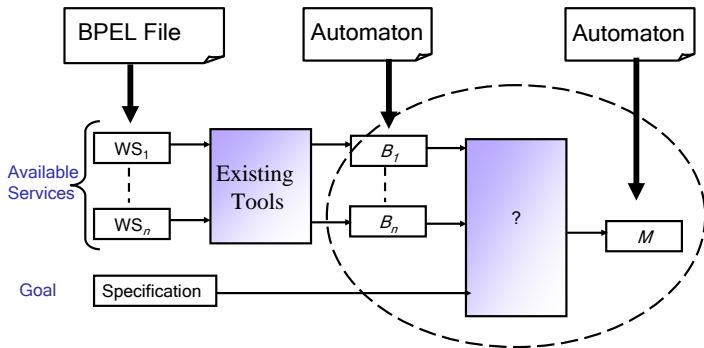 BPEL File
Automaton
Automaton
Available
Services
WS1
WSn
Existing
Tools
B1
Bn
?
M
Goal
Specification